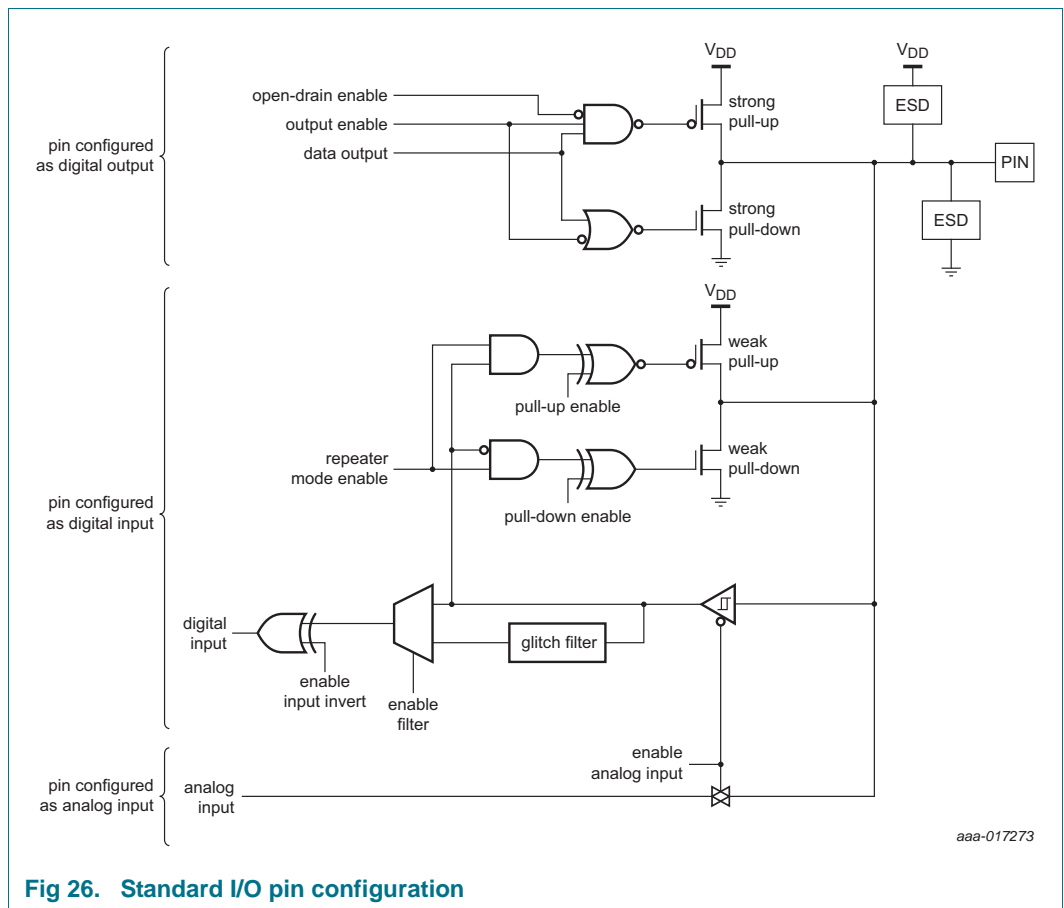 VDD
VDD
open-drain enable
strong
pull-up
ESD
output enable
pin configured
as digital output
data output
PIN
strong
pull-down
ESD
VDD
weak
pull-up
pull-up enable
repeater
mode enable
weak
pull-down
pin configured
as digital input
pull-down enable
digital
input
glitch filter
enable
input invert
enable
filter
enable
analog input
pin configured
as analog input
analog
input
aaa-017273
Fig 26. Standard I/O pin configuration